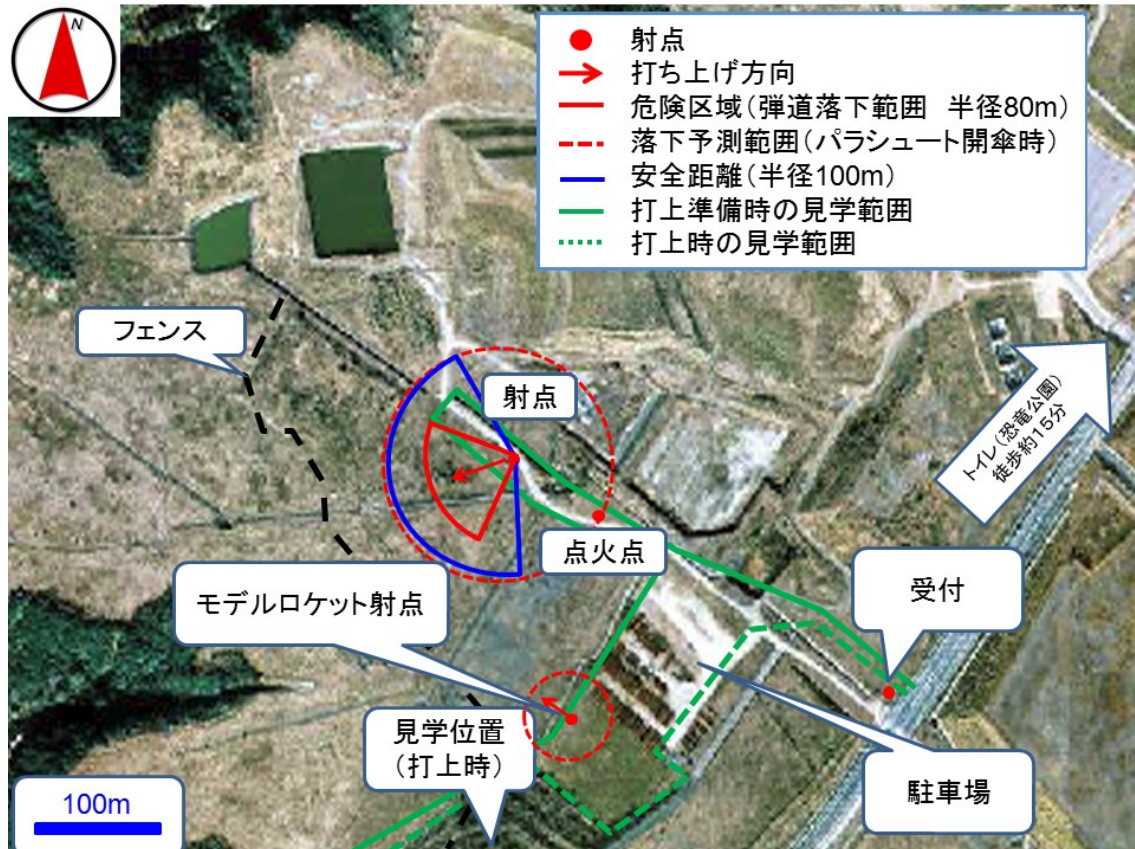 N
射点
打ち上げ方向
危険区域（弾道落下範囲　半径80m）
落下予測範囲（パラシュート開傘時）
安全距離（半径100m）
打上準備時の見学範囲
打上時の見学範囲
フェンス
射点
トイレ（恐竜公園）
徒歩約15分
点火点
モデルロケット射点
受付
見学位置
（打上時）
駐車場
100m